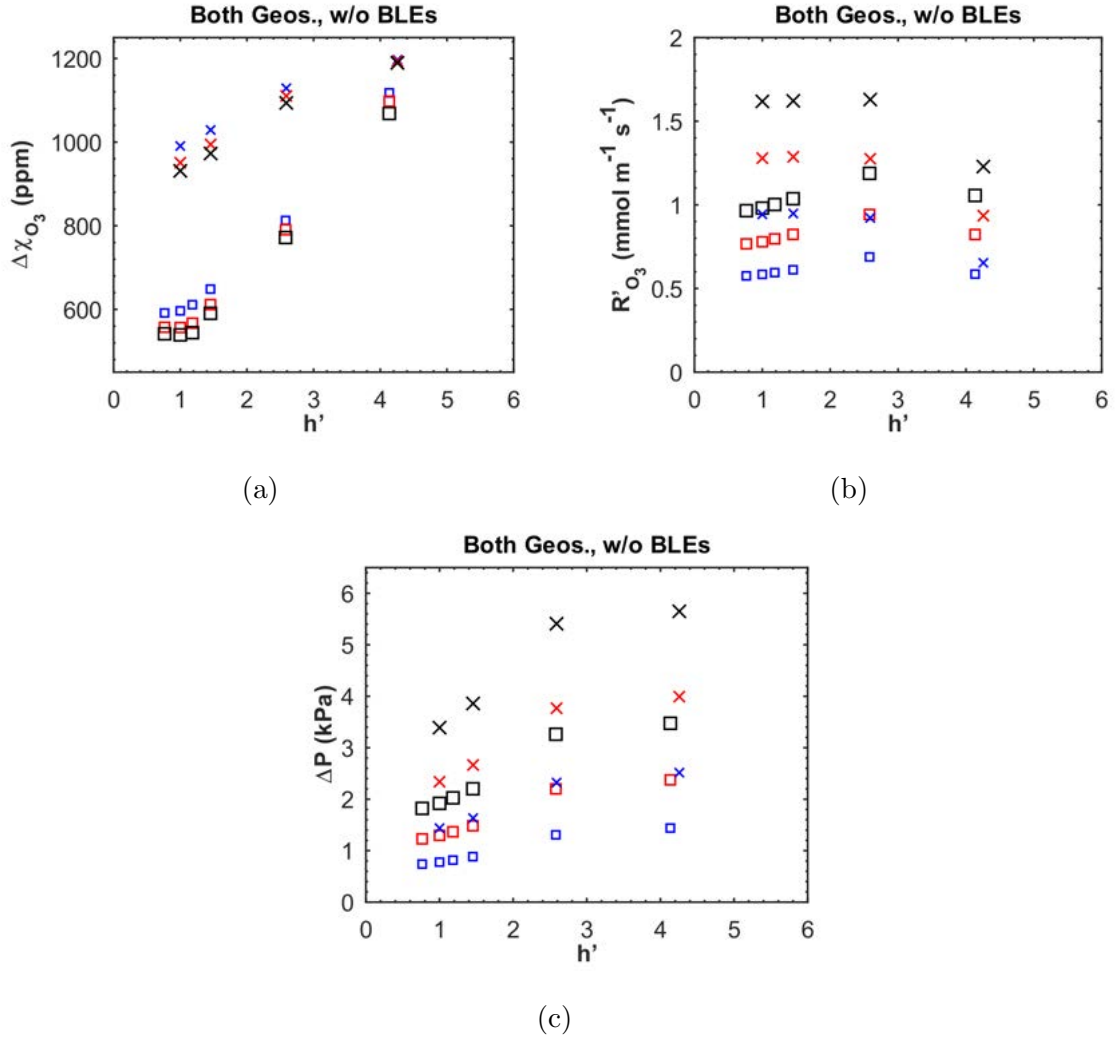 Both Geos., w/o BLEs
Δχ_O₃ (ppm)
1200
1000
800
600
0 1 2 3 4 5 6
h'
(a)
Both Geos., w/o BLEs
R'_O₃ (mmol m⁻¹ s⁻¹)
2
1.5
1
0.5
0
0 1 2 3 4 5 6
h'
(b)
Both Geos., w/o BLEs
ΔP (kPa)
6
5
4
3
2
1
0
0 1 2 3 4 5 6
h'
(c)